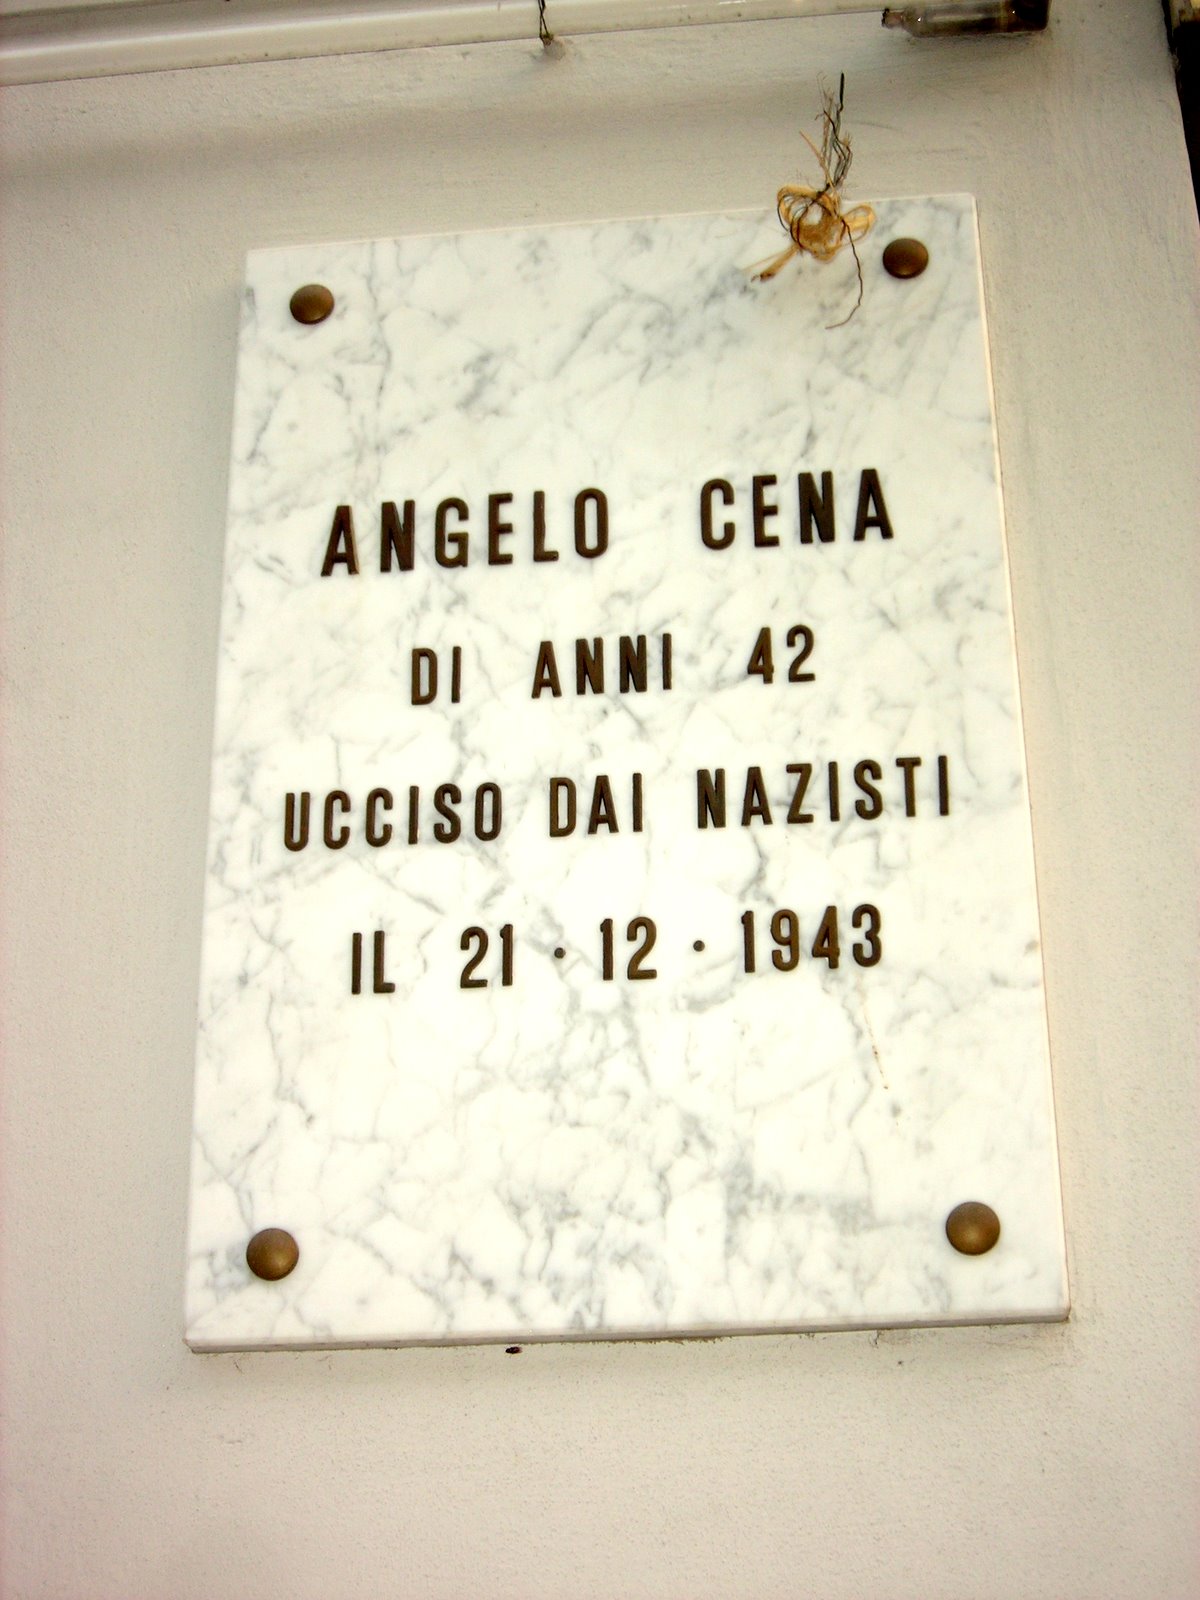 ANGELO CENA
DI ANNI 42
UCCISO DAI NAZISTI
IL 21·12·1943